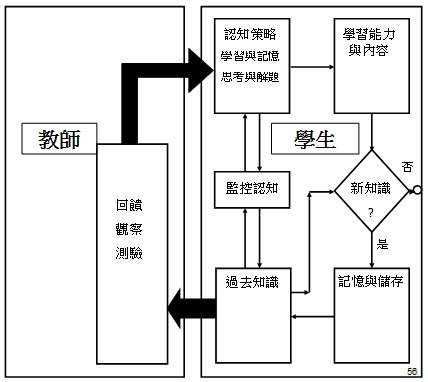 教師
回饋
觀察
測驗
認知策略
學習與記憶
思考與解題
學習能力
與內容
學生
監控認知
新知識
?
否
是
過去知識
記憶與儲存
56